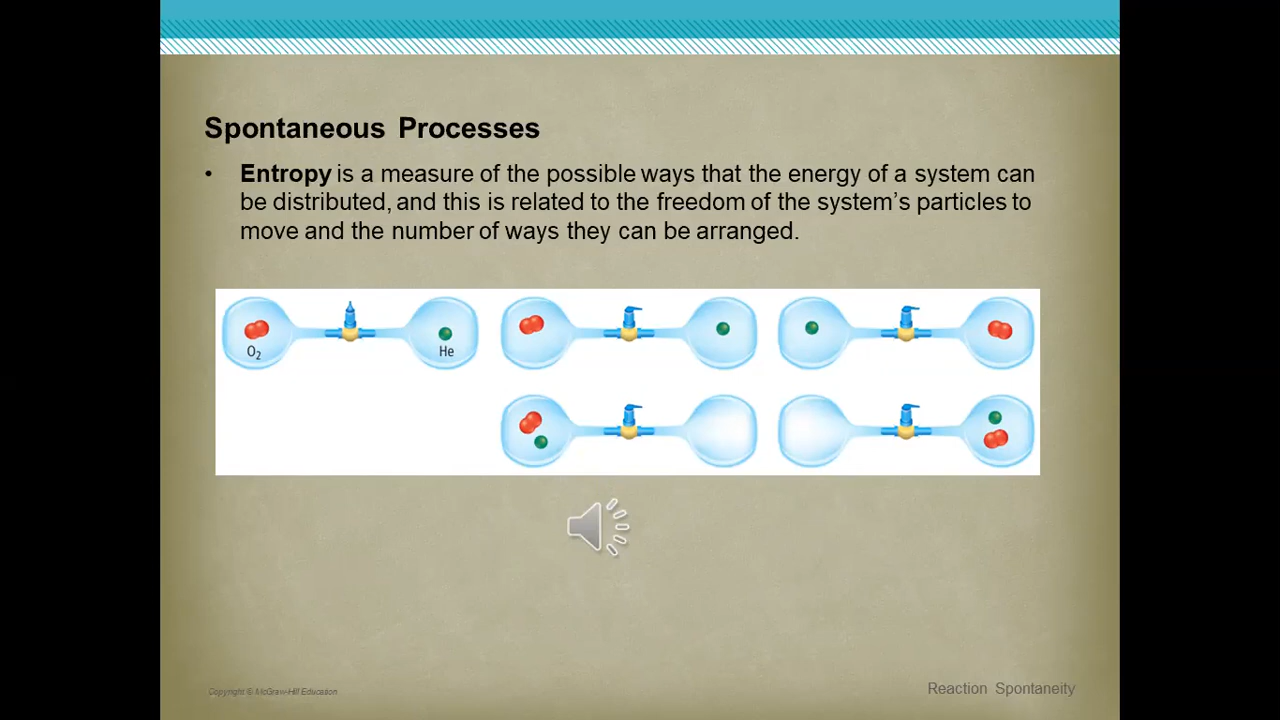 Spontaneous Processes
• Entropy is a measure of the possible ways that the energy of a system can
be distributed, and this is related to the freedom of the system’s particles to
move and the number of ways they can be arranged.
O₂ He
Copyright © McGraw-Hill Education
Reaction Spontaneity